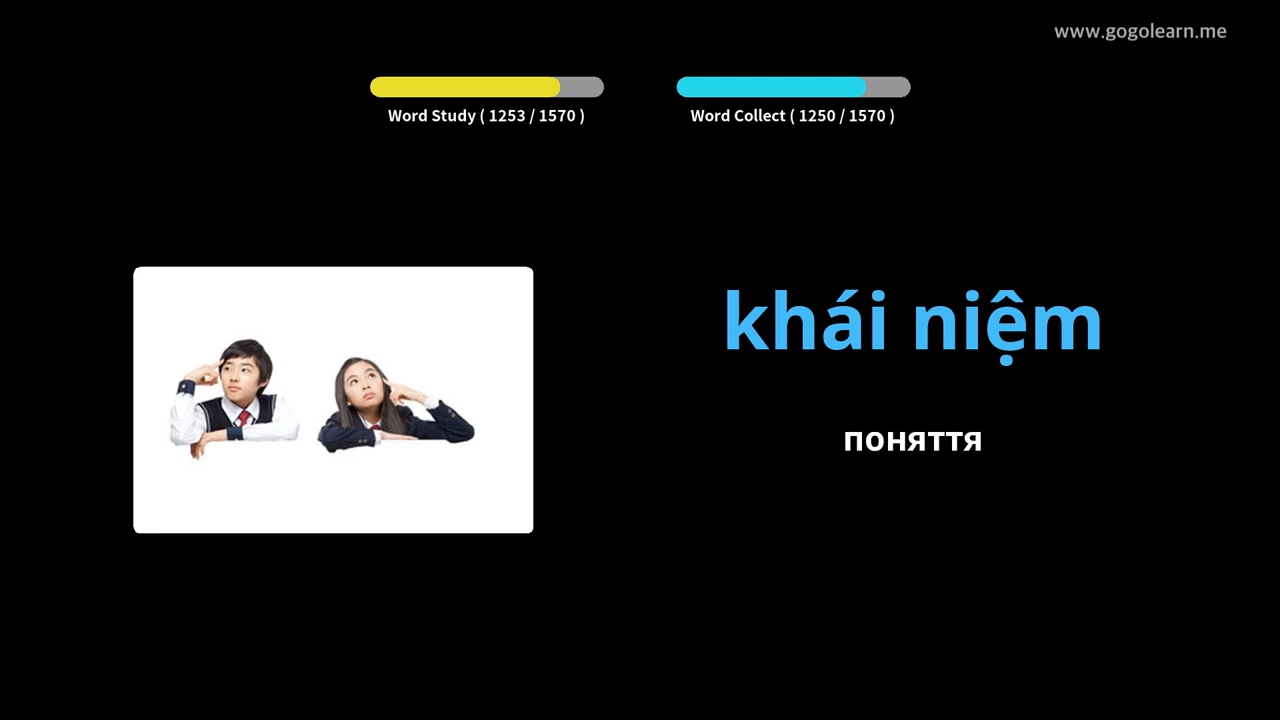 www.gogolearn.me
Word Study ( 1253 / 1570 )
Word Collect ( 1250 / 1570 )
khái niệm
поняття